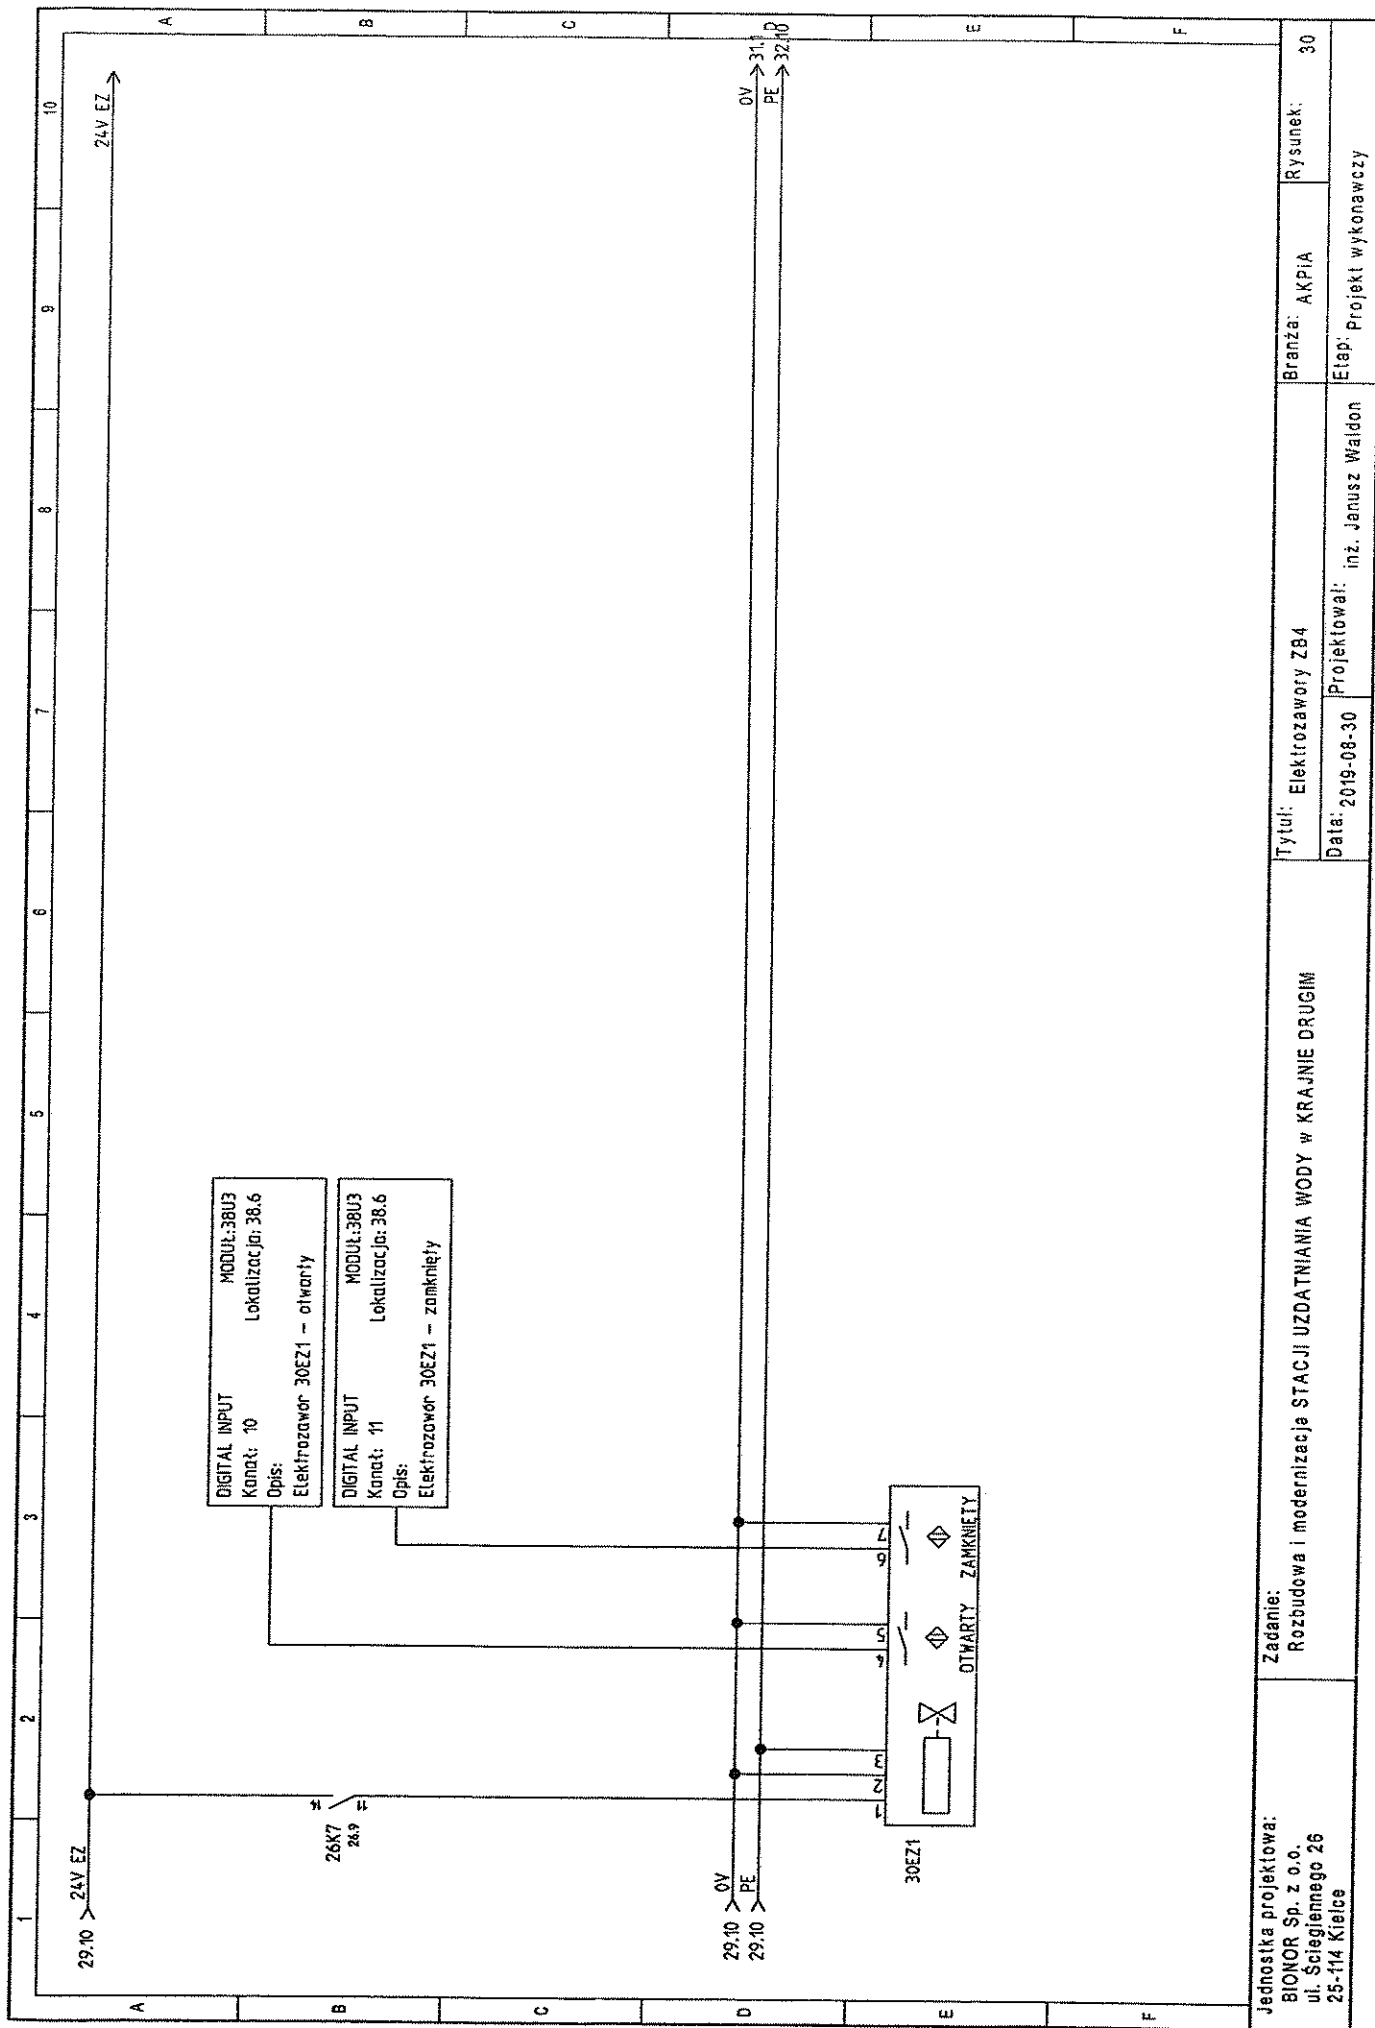 1 2 3 4 5 6 7 8 9 10
A A
29.10 24V EZ 24V EZ
DIGITAL INPUT MODUŁ:38U3
Kanał: 10 Lokalizacja: 38.6
Opis:
Elektrozawór 30EZ1 – otwarty
B B
26K7 14
26.9 11
DIGITAL INPUT MODUŁ:38U3
Kanał: 11 Lokalizacja: 38.6
Opis:
Elektrozawór 30EZ1 – zamknięty
C C
29.10 0V 0V 31.1
D D
29.10 PE PE 32.10
1 2 3 4 5 6 7
30EZ1
OTWARTY ZAMKNIĘTY
E E
F F
Jednostka projektowa:
BIONOR Sp. z o.o.
ul. Ściegiennego 26
25-114 Kielce
Zadanie:
Rozbudowa i modernizacja STACJI UZDATNIANIA WODY w KRAJNIE DRUGIM
Tytuł: Elektrozawory ZB4
Branża: AKPiA
Rysunek: 30
Data: 2019-08-30
Projektował: inż. Janusz Waldon
Etap: Projekt wykonawczy